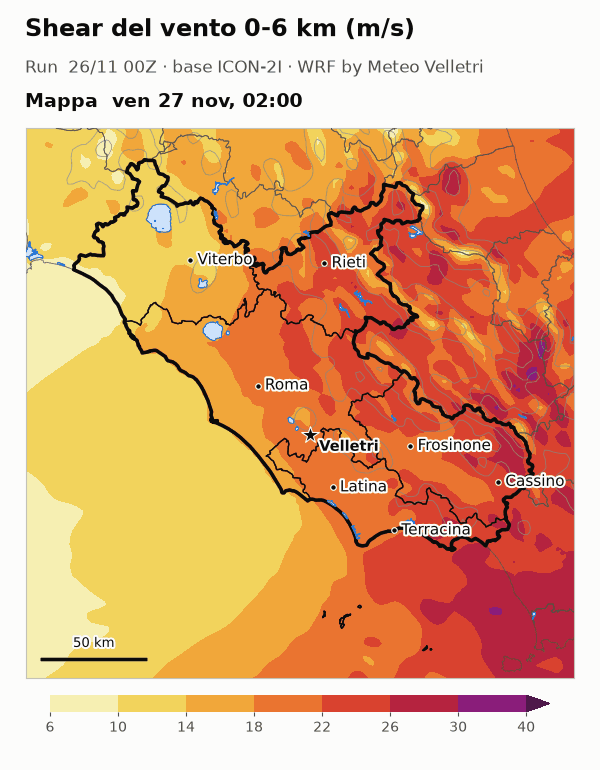 Shear del vento 0-6 km (m/s)
Run  26/11 00Z · base ICON-2I · WRF by Meteo Velletri
Mappa  ven 27 nov, 02:00
Viterbo
Rieti
Roma
Velletri
Frosinone
Latina
Cassino
Terracina
50 km
6 10 14 18 22 26 30 40